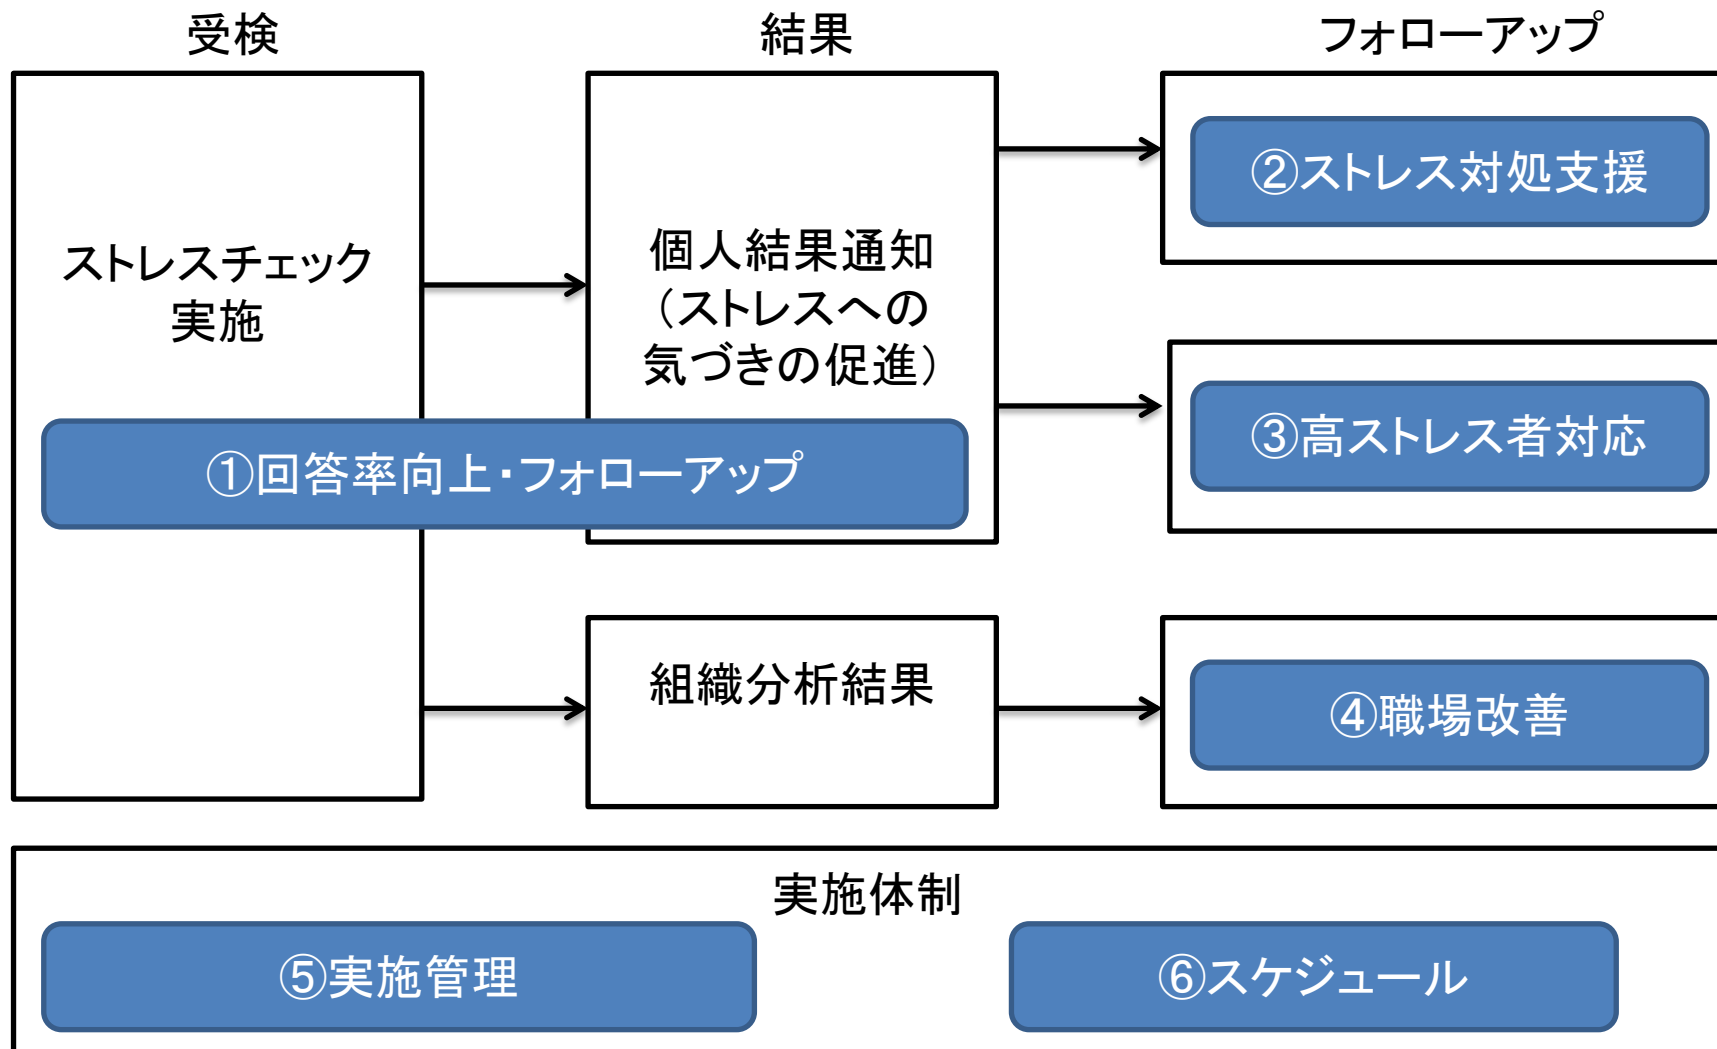 受検
結果
フォローアップ
ストレスチェック
実施
個人結果通知
（ストレスへの
気づきの促進）
①回答率向上・フォローアップ
②ストレス対処支援
③高ストレス者対応
組織分析結果
④職場改善
実施体制
⑤実施管理
⑥スケジュール